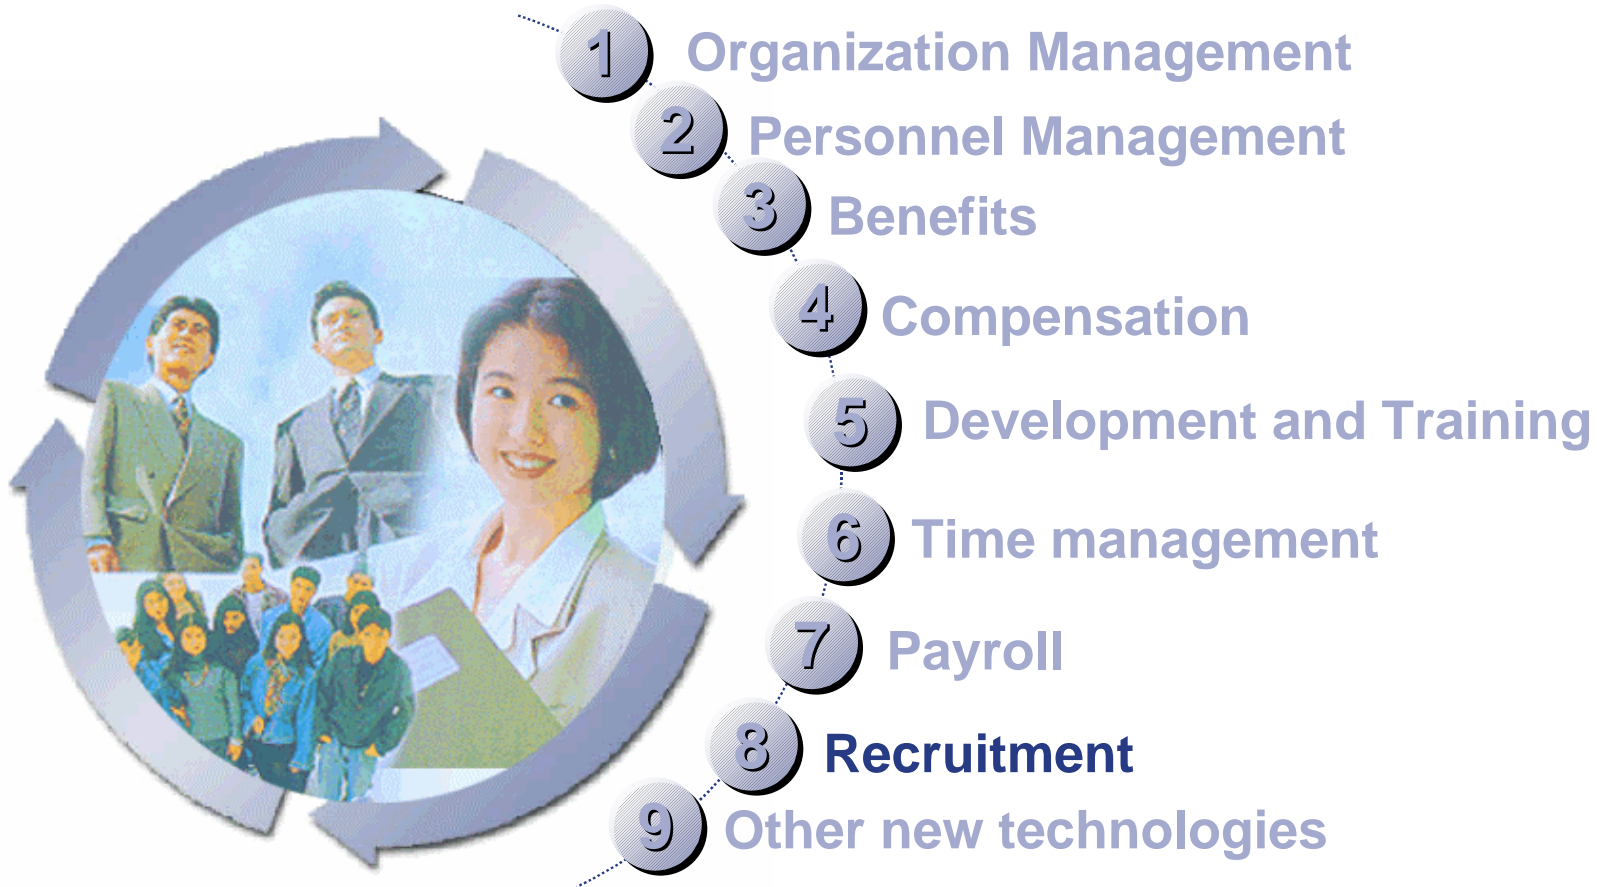 1 Organization Management
2 Personnel Management
3 Benefits
4 Compensation
5 Development and Training
6 Time management
7 Payroll
8 Recruitment
9 Other new technologies